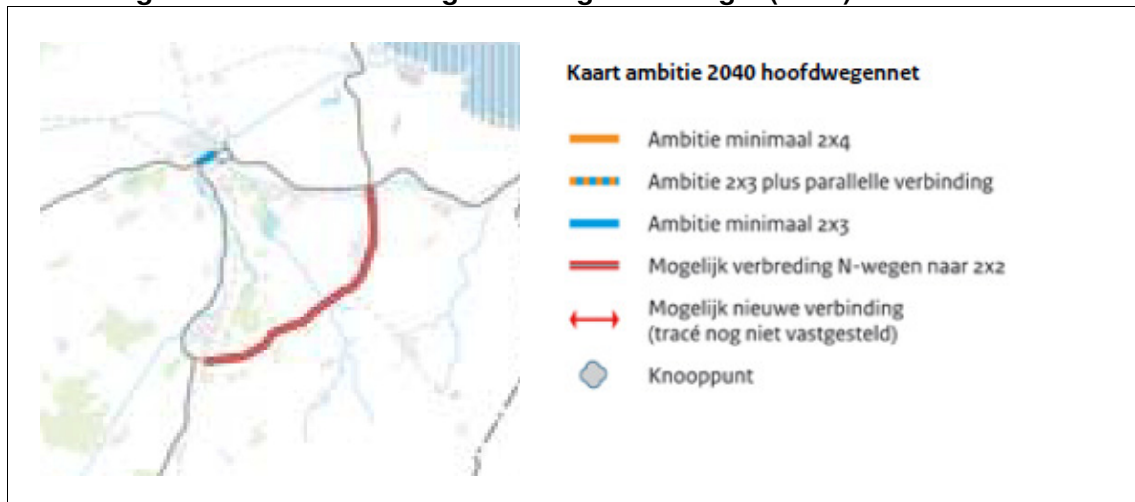 Kaart ambitie 2040 hoofdwegennet
Ambitie minimaal 2x4
Ambitie 2x3 plus parallelle verbinding
Ambitie minimaal 2x3
Mogelijk verbreding N-wegen naar 2x2
Mogelijk nieuwe verbinding
(tracé nog niet vastgesteld)
Knooppunt